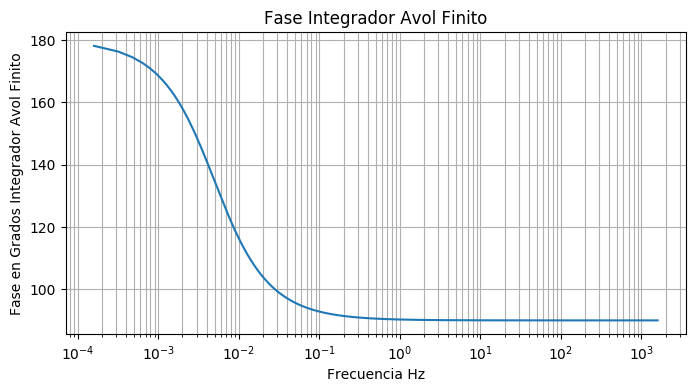 Fase Integrador Avol Finito
Fase en Grados Integrador Avol Finito
180
160
140
120
100
10⁻⁴ 10⁻³ 10⁻² 10⁻¹ 10⁰ 10¹ 10² 10³
Frecuencia Hz